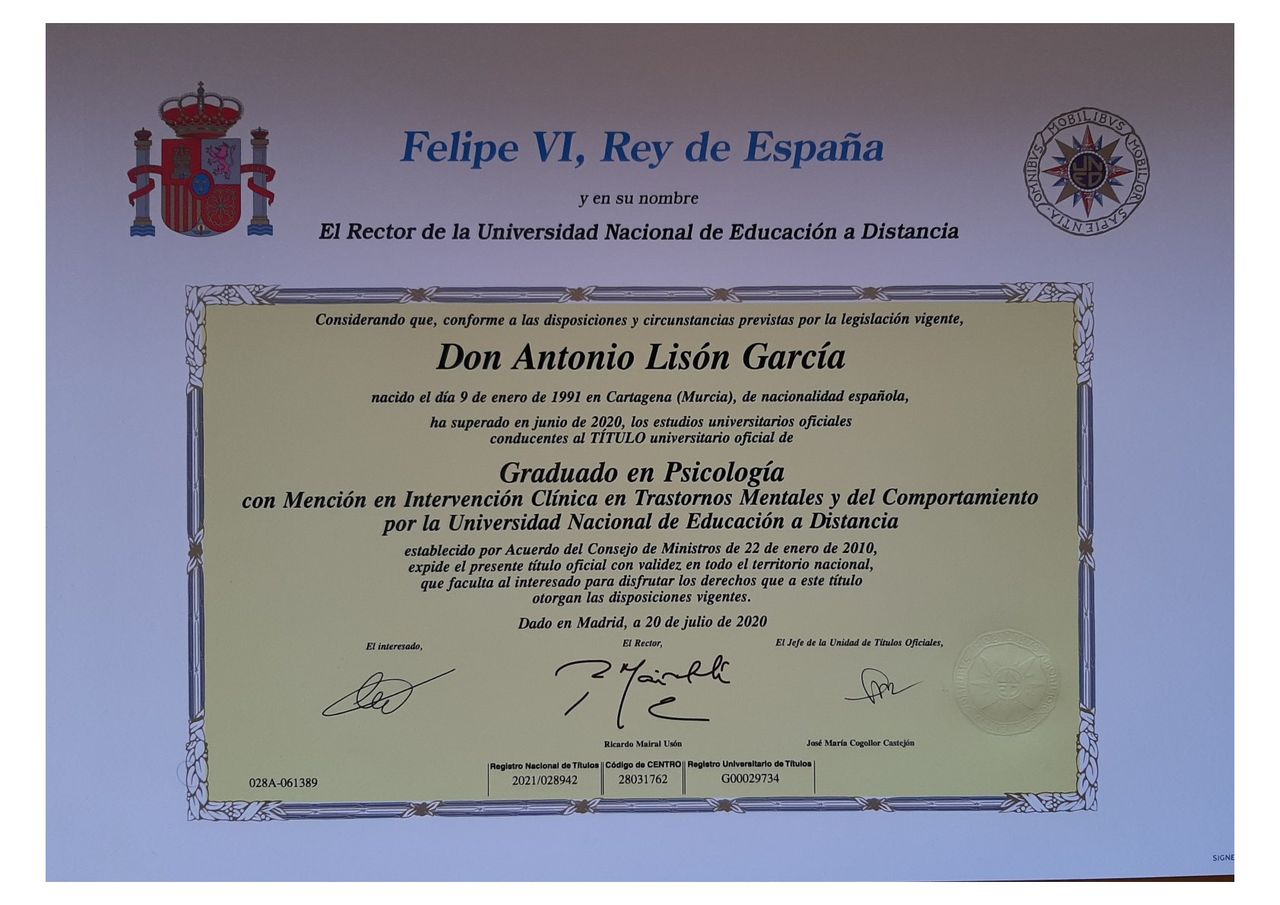 Felipe VI, Rey de España
y en su nombre
El Rector de la Universidad Nacional de Educación a Distancia
OMNIBVS · MOBILIBVS · MOBILIOR · SAPIENTIA
UNED
Considerando que, conforme a las disposiciones y circunstancias previstas por la legislación vigente,
Don Antonio Lisón García
nacido el día 9 de enero de 1991 en Cartagena (Murcia), de nacionalidad española,
ha superado en junio de 2020, los estudios universitarios oficiales
conducentes al TÍTULO universitario oficial de
Graduado en Psicología
con Mención en Intervención Clínica en Trastornos Mentales y del Comportamiento
por la Universidad Nacional de Educación a Distancia
establecido por Acuerdo del Consejo de Ministros de 22 de enero de 2010,
expide el presente título oficial con validez en todo el territorio nacional,
que faculta al interesado para disfrutar los derechos que a este título
otorgan las disposiciones vigentes.
Dado en Madrid, a 20 de julio de 2020
El interesado,
El Rector,
El Jefe de la Unidad de Títulos Oficiales,
Ricardo Mairal Usón
José María Cogollor Castejón
Registro Nacional de Títulos
Código de CENTRO
Registro Universitario de Títulos
028A-061389
2021/028942
28031762
G00029734
SIGNE